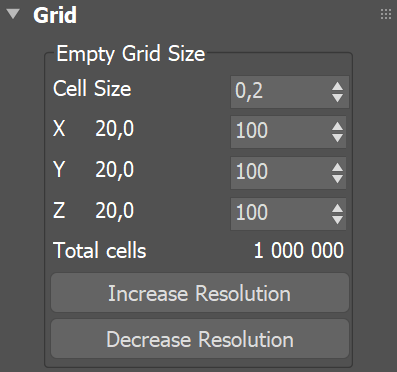 Grid
Empty Grid Size
Cell Size 0,2
X 20,0 100
Y 20,0 100
Z 20,0 100
Total cells 1 000 000
Increase Resolution
Decrease Resolution